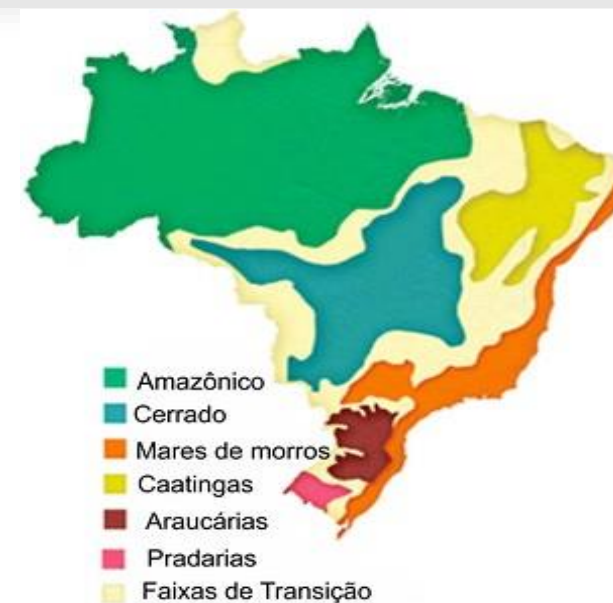 Amazônico
Cerrado
Mares de morros
Caatingas
Araucárias
Pradarias
Faixas de Transição